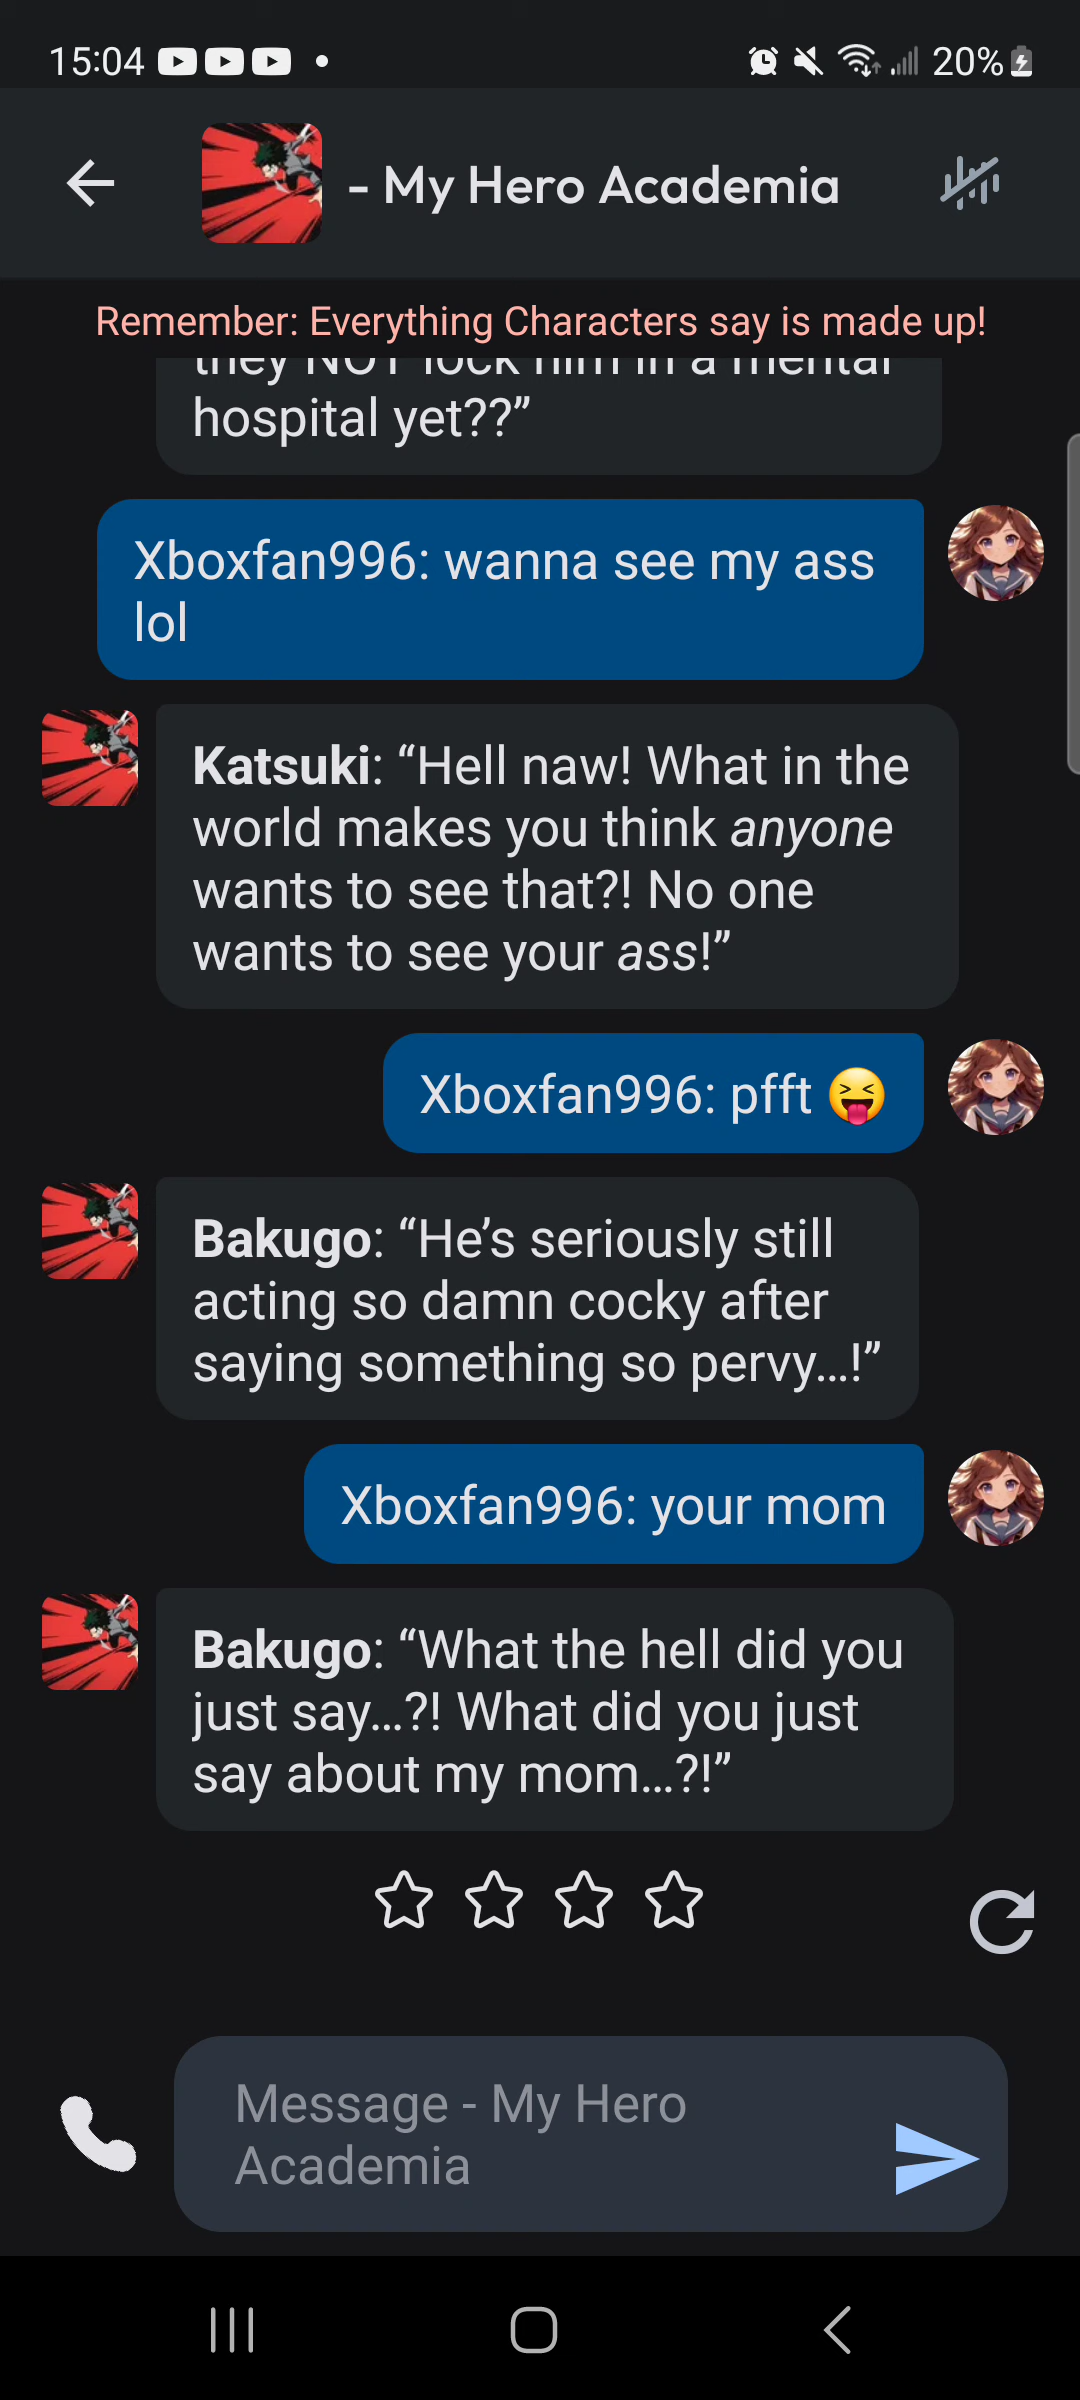 15:04
20%
- My Hero Academia
Remember: Everything Characters say is made up!
they NOT lock him in a mental
hospital yet??”
Xboxfan996: wanna see my ass
lol
Katsuki: “Hell naw! What in the
world makes you think anyone
wants to see that?! No one
wants to see your ass!”
Xboxfan996: pfft 😝
Bakugo: “He’s seriously still
acting so damn cocky after
saying something so pervy…!”
Xboxfan996: your mom
Bakugo: “What the hell did you
just say…?! What did you just
say about my mom…?!”
Message - My Hero
Academia